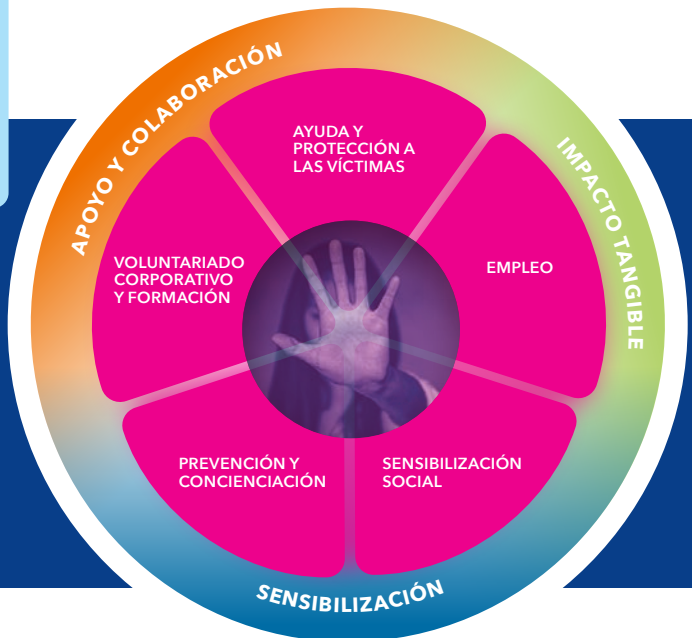 APOYO Y COLABORACIÓN
IMPACTO TANGIBLE
AYUDA Y
PROTECCIÓN A
LAS VÍCTIMAS
VOLUNTARIADO
CORPORATIVO
Y FORMACIÓN
EMPLEO
PREVENCIÓN Y
CONCIENCIACIÓN
SENSIBILIZACIÓN
SOCIAL
SENSIBILIZACIÓN